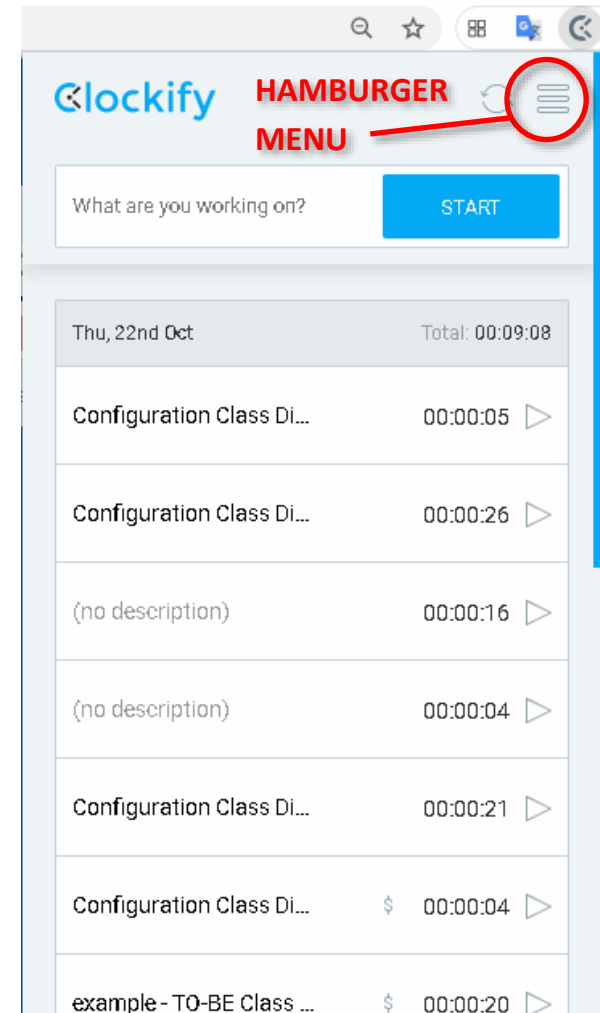 Clockify HAMBURGER
MENU
What are you working on? START
Thu, 22nd Oct Total: 00:09:08
Configuration Class Di... 00:00:05
Configuration Class Di... 00:00:26
(no description) 00:00:16
(no description) 00:00:04
Configuration Class Di... 00:00:21
Configuration Class Di... $ 00:00:04
example - TO-BE Class ... $ 00:00:20